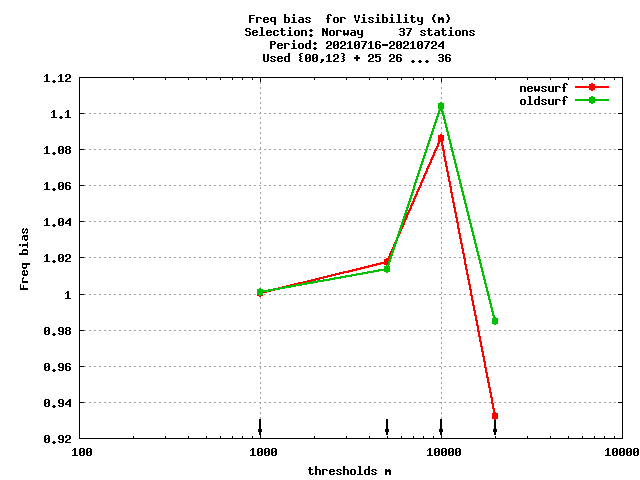 Freq bias  for Visibility (m)
Selection: Norway     37 stations
Period: 20210716-20210724
Used {00,12} + 25 26 ... 36
newsurf
oldsurf
1.12
1.1
1.08
1.06
1.04
1.02
1
0.98
0.96
0.94
0.92
Freq bias
100
1000
10000
10000
thresholds m